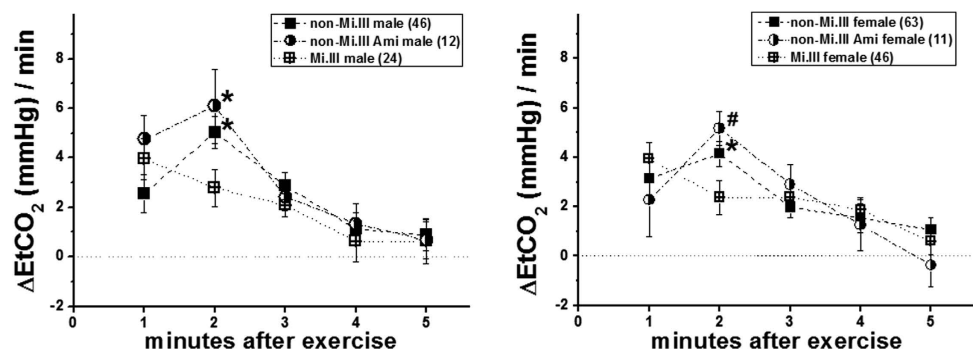 non-Mi.III male (46)
non-Mi.III Ami male (12)
Mi.III male (24)
ΔEtCO₂ (mmHg) / min
8
6
4
2
0
-2
*
*
0 1 2 3 4 5
minutes after exercise
non-Mi.III female (63)
non-Mi.III Ami female (11)
Mi.III female (46)
ΔEtCO₂ (mmHg) / min
8
6
4
2
0
-2
#
*
0 1 2 3 4 5
minutes after exercise